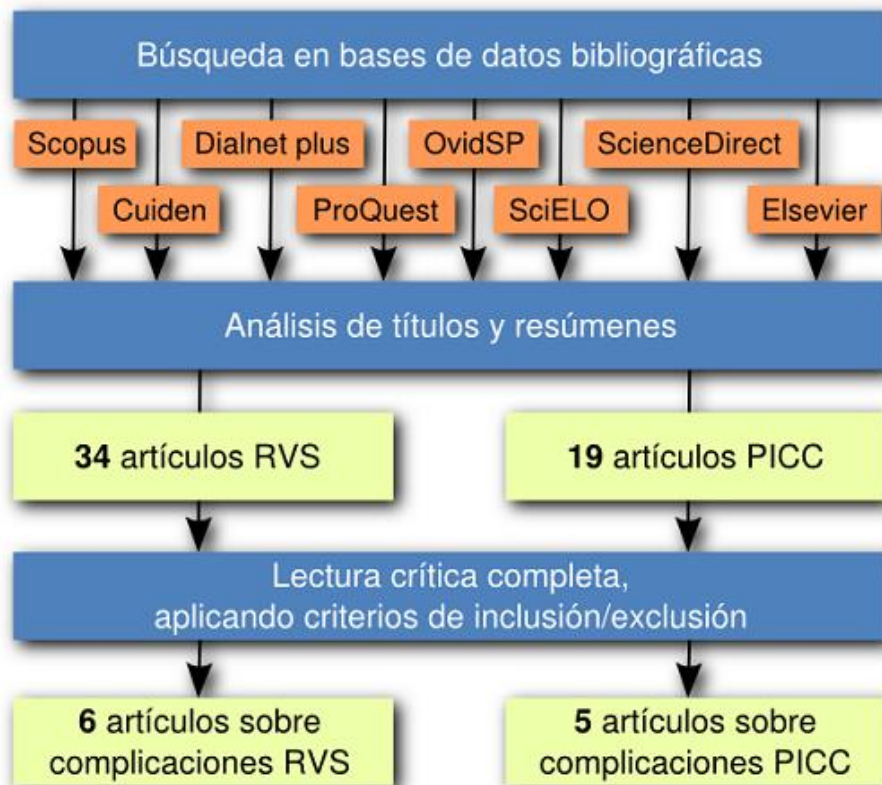 Búsqueda en bases de datos bibliográficas
Scopus
Dialnet plus
OvidSP
ScienceDirect
Cuiden
ProQuest
SciELO
Elsevier
Análisis de títulos y resúmenes
34 artículos RVS
19 artículos PICC
Lectura crítica completa,
aplicando criterios de inclusión/exclusión
6 artículos sobre
complicaciones RVS
5 artículos sobre
complicaciones PICC